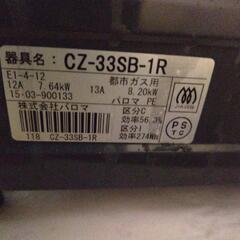 器具名：CZ-33SB-1R
E1-4-12 都市ガス用
12A 7.64kW 13A 8.20kW
15.03-900133 パロマ PE
株式会社パロマ 区分C
効率56.3%
118 CZ-33SB-1R 区分I
効率274Wh
PS
TG